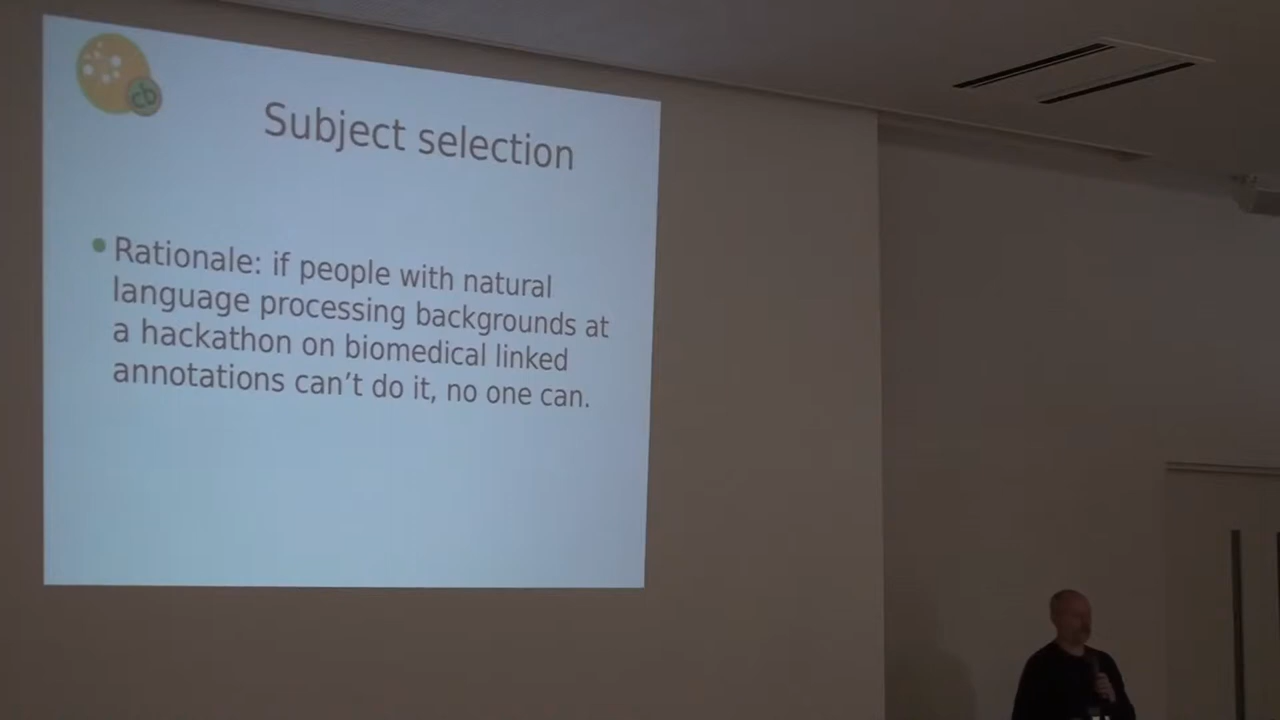 cb
Subject selection
Rationale: if people with natural
language processing backgrounds at
a hackathon on biomedical linked
annotations can’t do it, no one can.